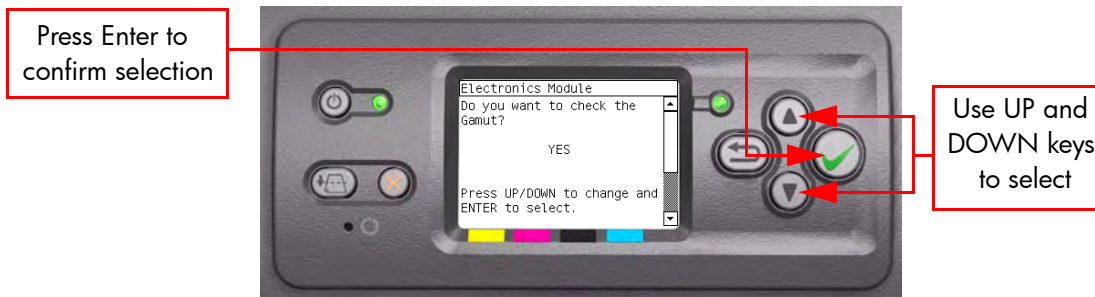 Press Enter to
confirm selection
Electronics Module
Do you want to check the
Gamut?
YES
Press UP/DOWN to change and
ENTER to select.
Use UP and
DOWN keys
to select